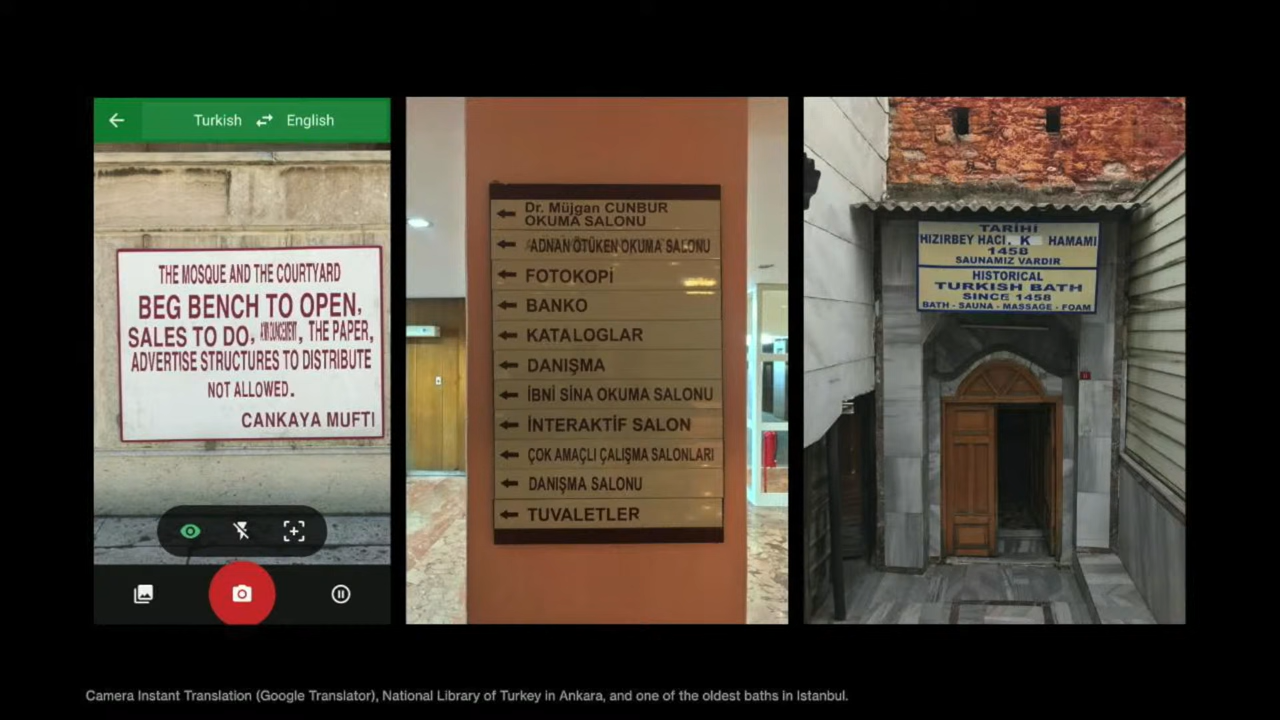 Turkish English
THE MOSQUE AND THE COURTYARD
BEG BENCH TO OPEN,
SALES TO DO, ANNOUNCEMENT, THE PAPER,
ADVERTISE STRUCTURES TO DISTRIBUTE
NOT ALLOWED.
CANKAYA MUFTI
Dr. Müjgan CUNBUR
OKUMA SALONU
ADNAN ÖTÜKEN OKUMA SALONU
FOTOKOPİ
BANKO
KATALOGLAR
DANIŞMA
İBNİ SİNA OKUMA SALONU
İNTERAKTİF SALON
ÇOK AMAÇLI ÇALIŞMA SALONLARI
DANIŞMA SALONU
TUVALETLER
TARİHİ
HIZIRBEY HACI K HAMAMI
1458
SAUNAMIZ VARDIR
HISTORICAL
TURKISH BATH
SINCE 1458
BATH - SAUNA - MASSAGE - FOAM
Camera Instant Translation (Google Translator), National Library of Turkey in Ankara, and one of the oldest baths in Istanbul.